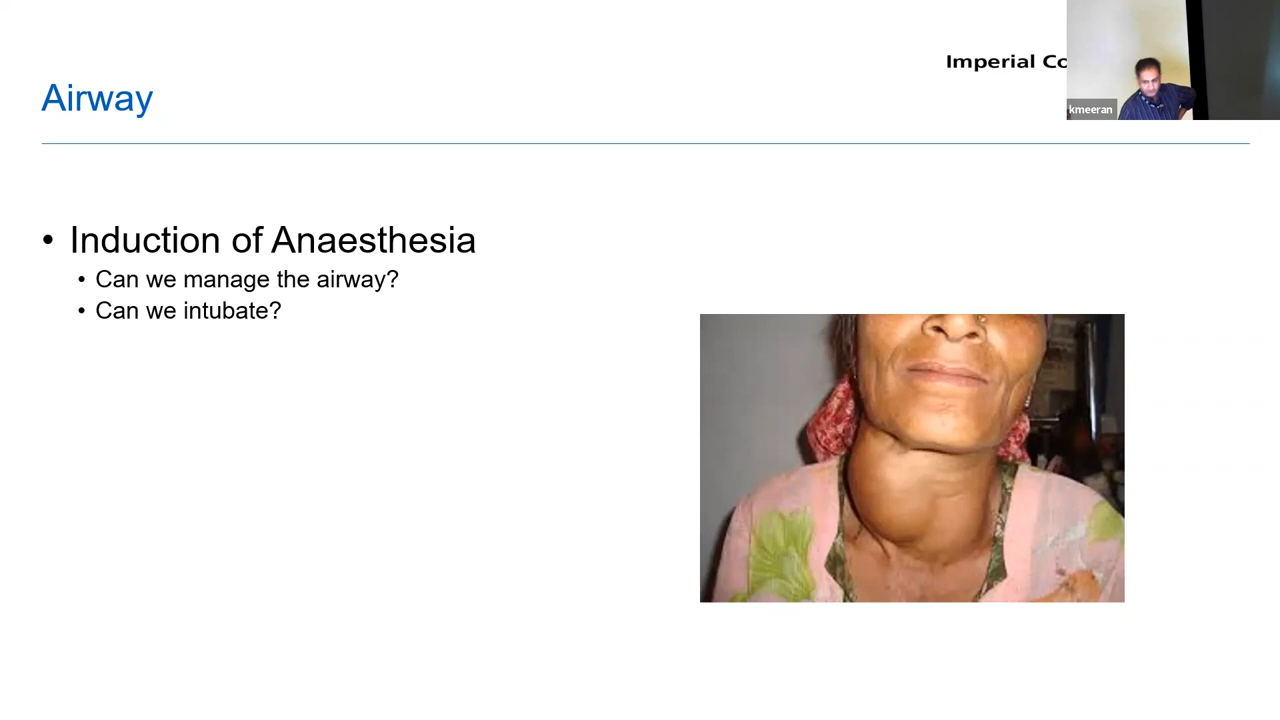 Imperial Co
kmeeran
Airway
• Induction of Anaesthesia
• Can we manage the airway?
• Can we intubate?